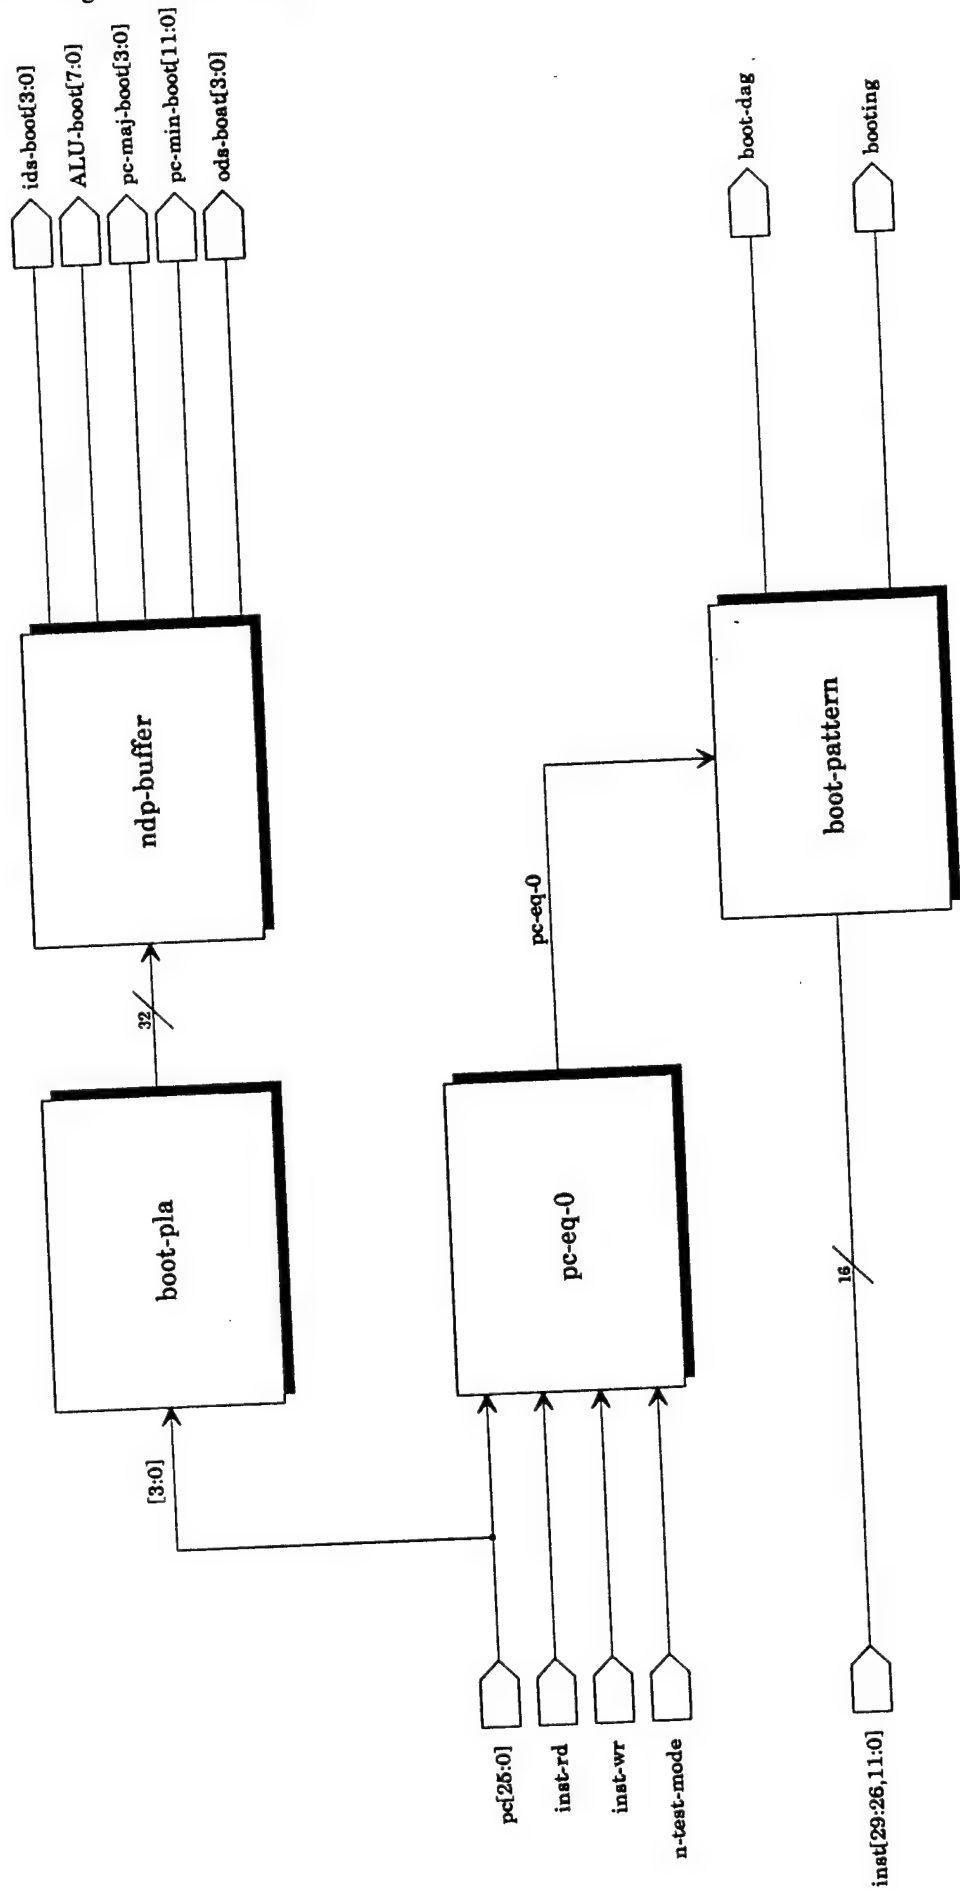 ids-boot[3:0]
ALU-boot[7:0]
pc-maj-boot[3:0]
pc-min-boot[11:0]
ods-boat[3:0]
ndp-buffer
32
boot-pla
[3:0]
boot-dag
booting
boot-pattern
pc-eq-0
pc-eq-0
16
pc[25:0]
inst-rd
inst-wr
n-test-mode
inst[29:26,11:0]